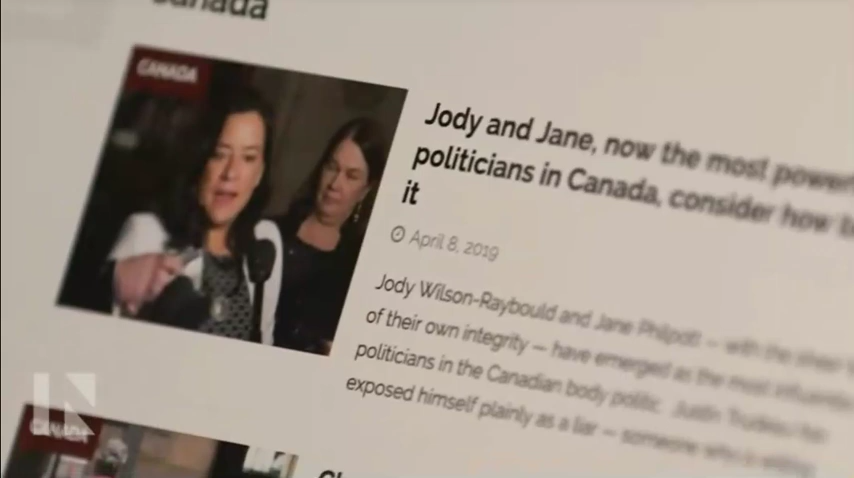 Canada
CANADA
Jody and Jane, now the most
politicians in Canada, consider how
it
April 8, 2019
Jody Wilson-Raybould and Jane Philpott — with the sheer
of their own integrity — have emerged as the most influential
politicians in the Canadian body politic. Justin Trudeau has
exposed himself plainly as a liar — someone who is willing
CANADA